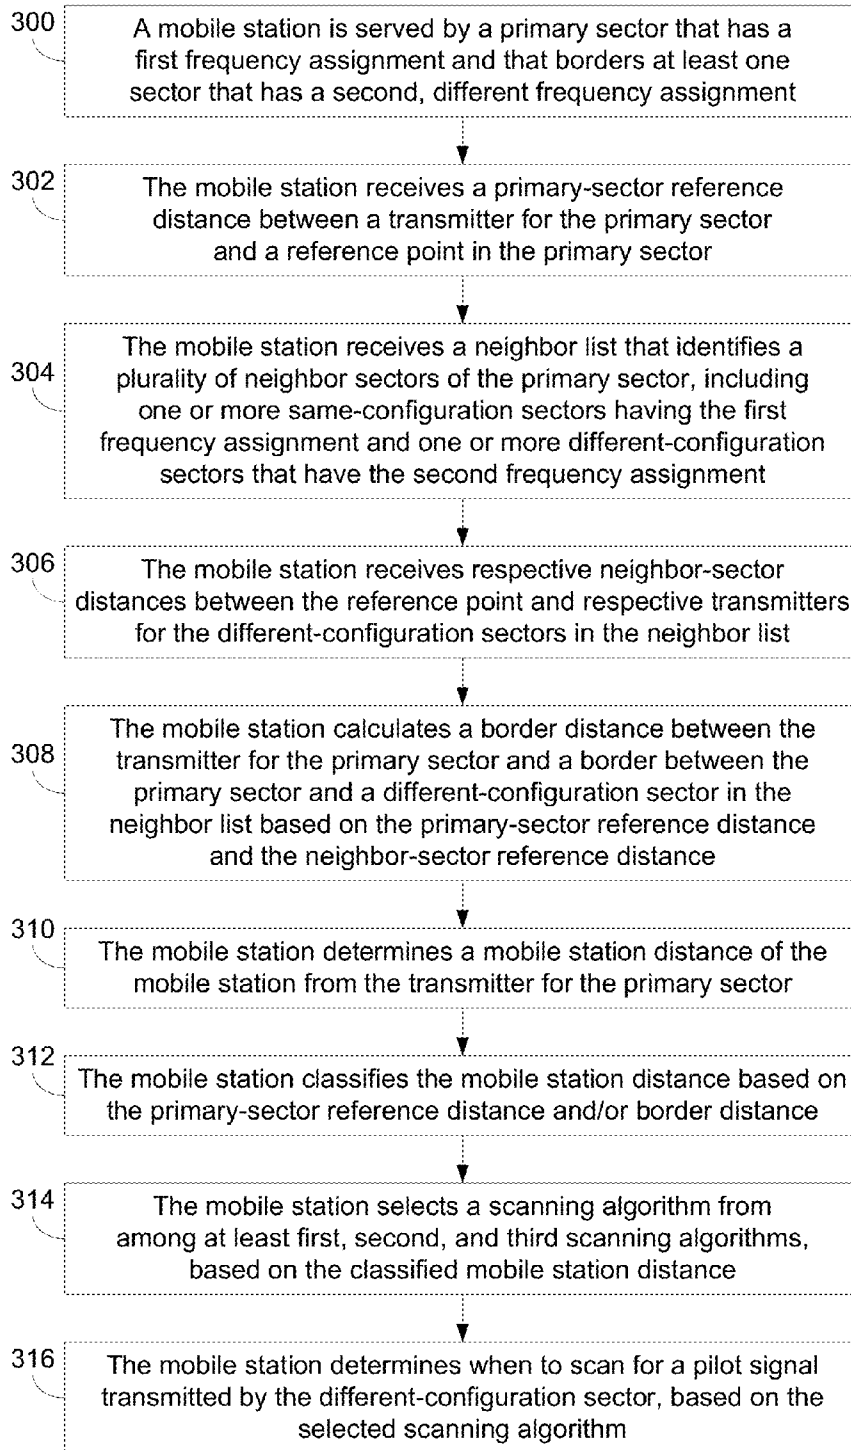 300
A mobile station is served by a primary sector that has a
first frequency assignment and that borders at least one
sector that has a second, different frequency assignment
302
The mobile station receives a primary-sector reference
distance between a transmitter for the primary sector
and a reference point in the primary sector
304
The mobile station receives a neighbor list that identifies a
plurality of neighbor sectors of the primary sector, including
one or more same-configuration sectors having the first
frequency assignment and one or more different-configuration
sectors that have the second frequency assignment
306
The mobile station receives respective neighbor-sector
distances between the reference point and respective transmitters
for the different-configuration sectors in the neighbor list
308
The mobile station calculates a border distance between the
transmitter for the primary sector and a border between the
primary sector and a different-configuration sector in the
neighbor list based on the primary-sector reference distance
and the neighbor-sector reference distance
310
The mobile station determines a mobile station distance of the
mobile station from the transmitter for the primary sector
312
The mobile station classifies the mobile station distance based on
the primary-sector reference distance and/or border distance
314
The mobile station selects a scanning algorithm from
among at least first, second, and third scanning algorithms,
based on the classified mobile station distance
316
The mobile station determines when to scan for a pilot signal
transmitted by the different-configuration sector, based on the
selected scanning algorithm